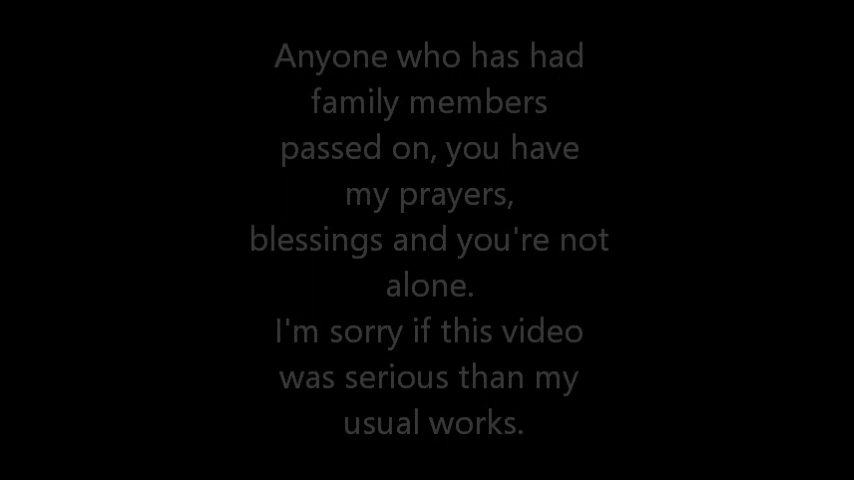 Anyone who has had
family members
passed on, you have
my prayers,
blessings and you're not
alone.
I'm sorry if this video
was serious than my
usual works.